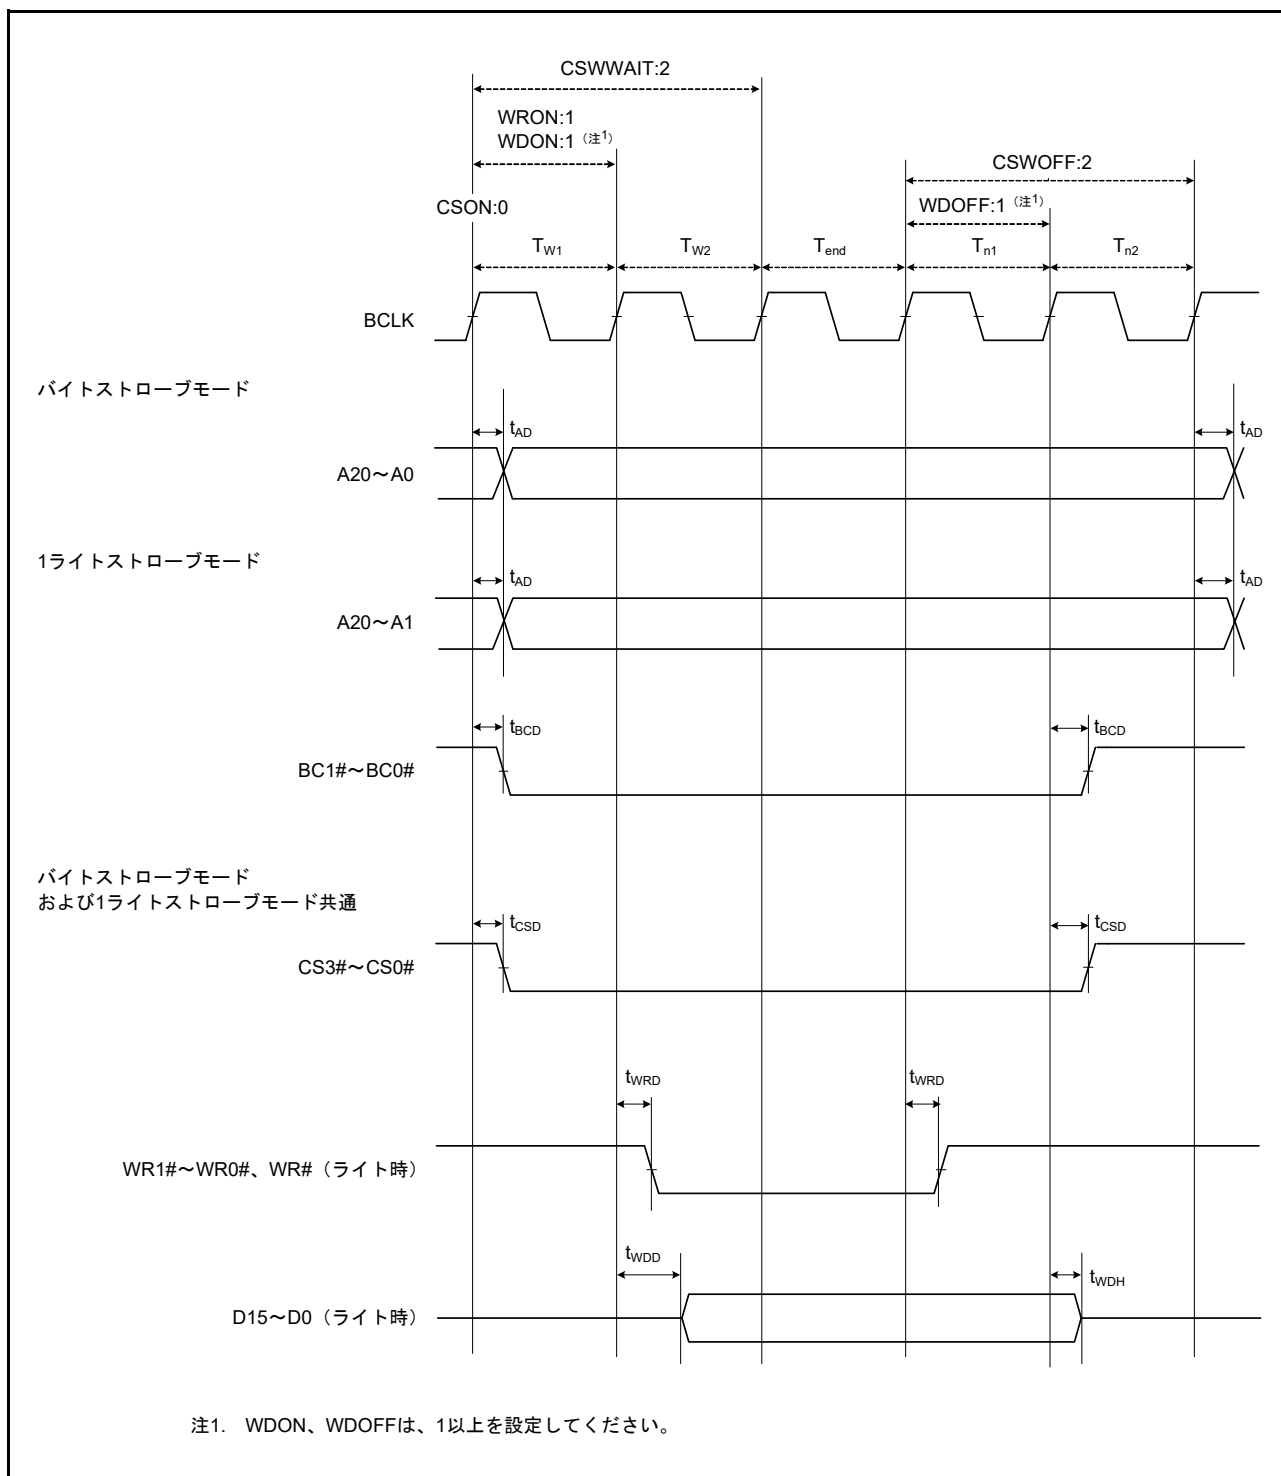 CSWWAIT:2
WRON:1
WDON:1（注1）
CSWOFF:2
WDOFF:1（注1）
CSON:0
TW1
TW2
Tend
Tn1
Tn2
BCLK
バイトストローブモード
tAD
tAD
A20～A0
1ライトストローブモード
tAD
tAD
A20～A1
tBCD
tBCD
BC1#～BC0#
バイトストローブモード
および1ライトストローブモード共通
tCSD
tCSD
CS3#～CS0#
tWRD
tWRD
WR1#～WR0#、WR#（ライト時）
tWDD
tWDH
D15～D0（ライト時）
注1. WDON、WDOFFは、1以上を設定してください。